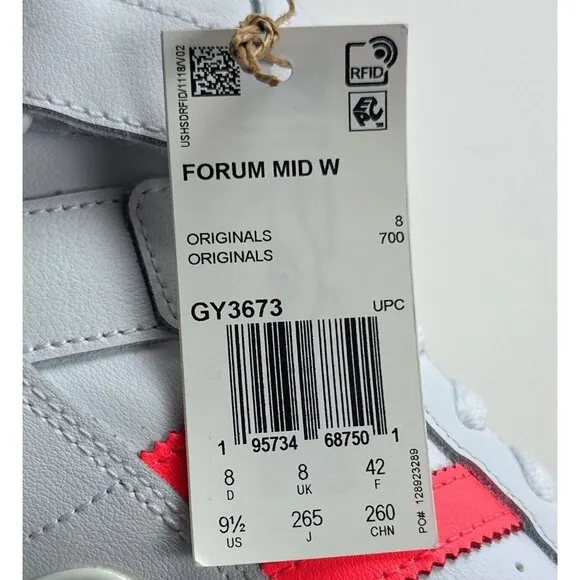 USHSDRFID/1118/V02
RFID
EPC
FORUM MID W
8
ORIGINALS 700
ORIGINALS
GY3673 UPC
1 95734 68750 1
8 8 42
D UK F
9½ 265 260
US J CHN
PO# 128923289